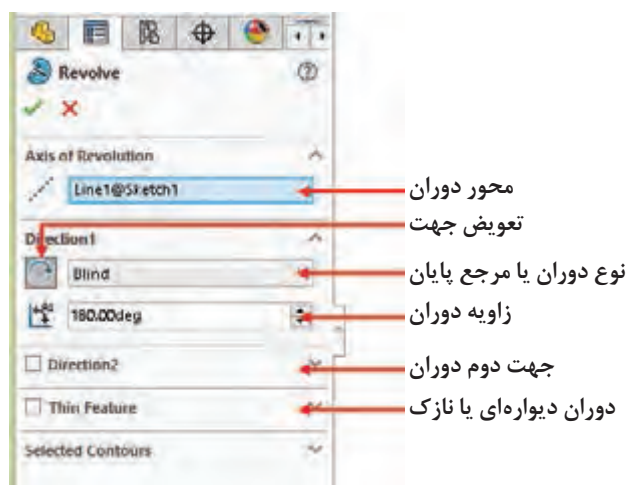 Revolve
Axis of Revolution
Line1@Sketch1
محور دوران
تعویض جهت
Direction1
Blind
نوع دوران یا مرجع پایان
180.00deg
زاویه دوران
Direction2
جهت دوم دوران
Thin Feature
دوران دیواره‌ای یا نازک
Selected Contours